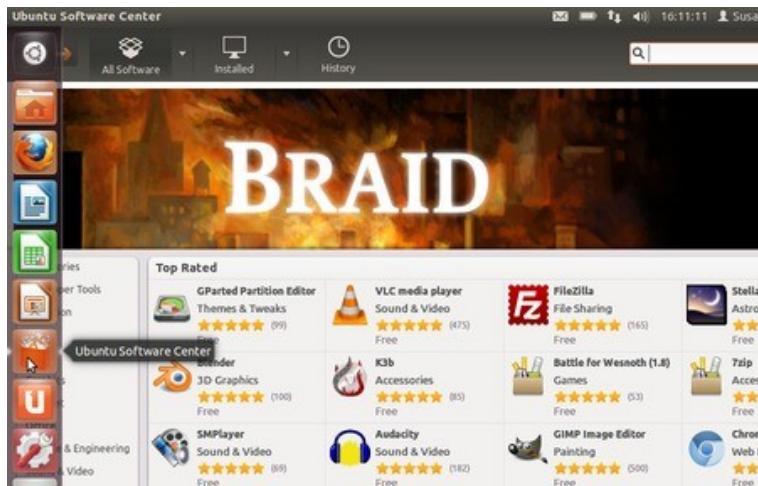 Ubuntu Software Center 16:11:11 Susa
All Software Installed History
BRAID
Top Rated
GParted Partition Editor
Themes & Tweaks
(99)
Free
VLC media player
Sound & Video
(475)
Free
FileZilla
File Sharing
(165)
Free
Stella
Astro
Free
Ubuntu Software Center
Blender
3D Graphics
(100)
Free
K3b
Accessories
(85)
Free
Battle for Wesnoth (1.8)
Games
(53)
Free
7zip
Acces
Free
SMPlayer
Sound & Video
(69)
Free
Audacity
Sound & Video
(182)
Free
GIMP Image Editor
Painting
(500)
Free
Chro
Web
Free
ries
per Tools
on
& Engineering
& Video